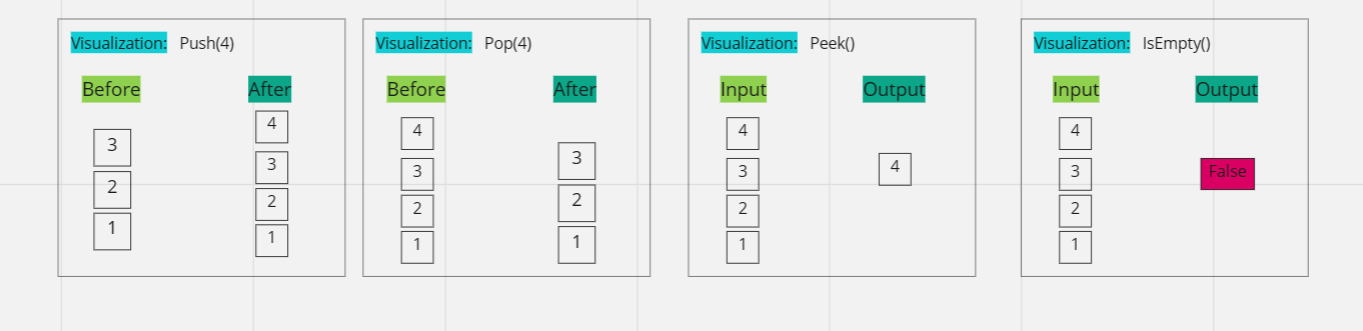 Visualization: Push(4)
Before After
4
3
3
2
2
1
1
Visualization: Pop(4)
Before After
4
3
3
2
2
1
1
Visualization: Peek()
Input Output
4
3
4
2
1
Visualization: IsEmpty()
Input Output
4
3
False
2
1